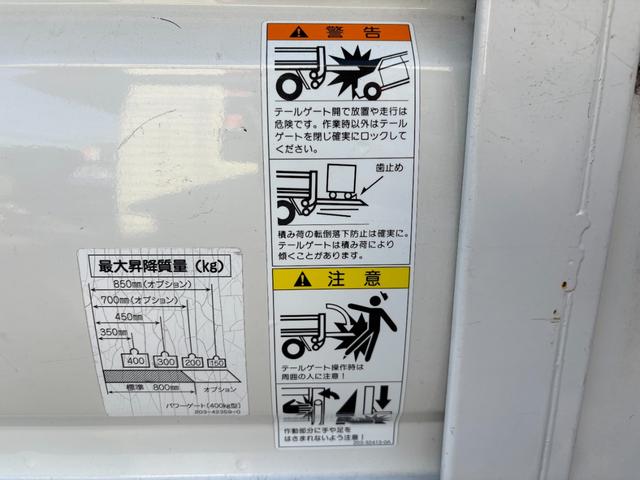 警告
テールゲート開で放置や走行は
危険です。作業時以外はテール
ゲートを閉じ確実にロックして
ください。
歯止め
積み荷の転倒落下防止は確実に。
テールゲートは積み荷により
傾くことがあります。
注意
テールゲート操作時は
周囲の人に注意！
作動部分に手や足を
はさまれないよう注意！
203-52413-0A
最大昇降質量(kg)
850mm(オプション)
700mm(オプション)
450mm
350mm
400 300 200 150
標準 800mm オプション
パワーゲート(400kg型)
203-42359-0